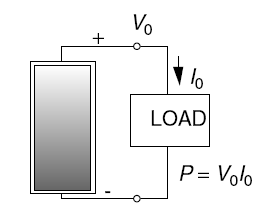 V₀
+
I₀
LOAD
P = V₀I₀
-